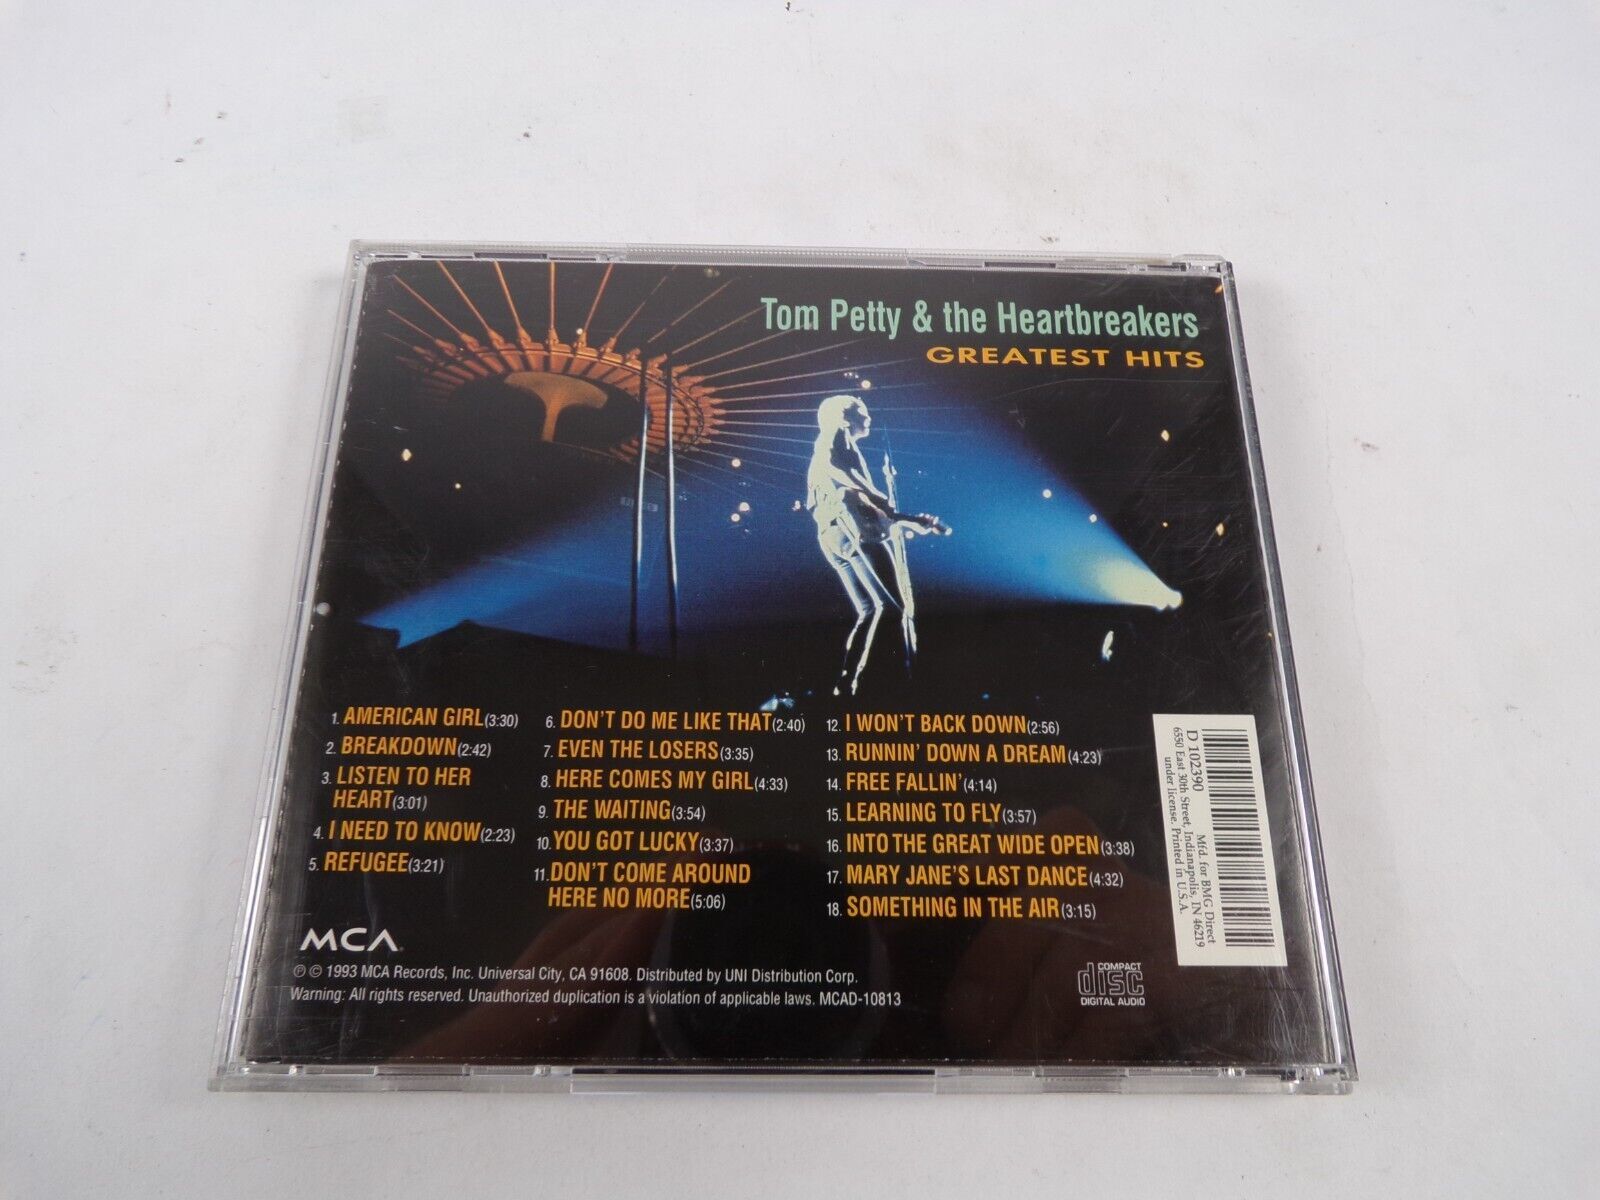 Tom Petty & the Heartbreakers
GREATEST HITS
1. AMERICAN GIRL(3:30)
2. BREAKDOWN(2:42)
3. LISTEN TO HER
HEART(3:01)
4. I NEED TO KNOW(2:23)
5. REFUGEE(3:21)
6. DON'T DO ME LIKE THAT(2:40)
7. EVEN THE LOSERS(3:35)
8. HERE COMES MY GIRL(4:33)
9. THE WAITING(3:54)
10. YOU GOT LUCKY(3:37)
11. DON'T COME AROUND
HERE NO MORE(5:06)
12. I WON'T BACK DOWN(2:56)
13. RUNNIN' DOWN A DREAM(4:23)
14. FREE FALLIN'(4:14)
15. LEARNING TO FLY(3:57)
16. INTO THE GREAT WIDE OPEN(3:38)
17. MARY JANE'S LAST DANCE(4:32)
18. SOMETHING IN THE AIR(3:15)
D 102390 Mfd. for BMG Direct
6550 East 30th Street, Indianapolis, IN 46219
under license. Printed in U.S.A.
MCA
℗ © 1993 MCA Records, Inc. Universal City, CA 91608. Distributed by UNI Distribution Corp.
Warning: All rights reserved. Unauthorized duplication is a violation of applicable laws. MCAD-10813
COMPACT
disc
DIGITAL AUDIO